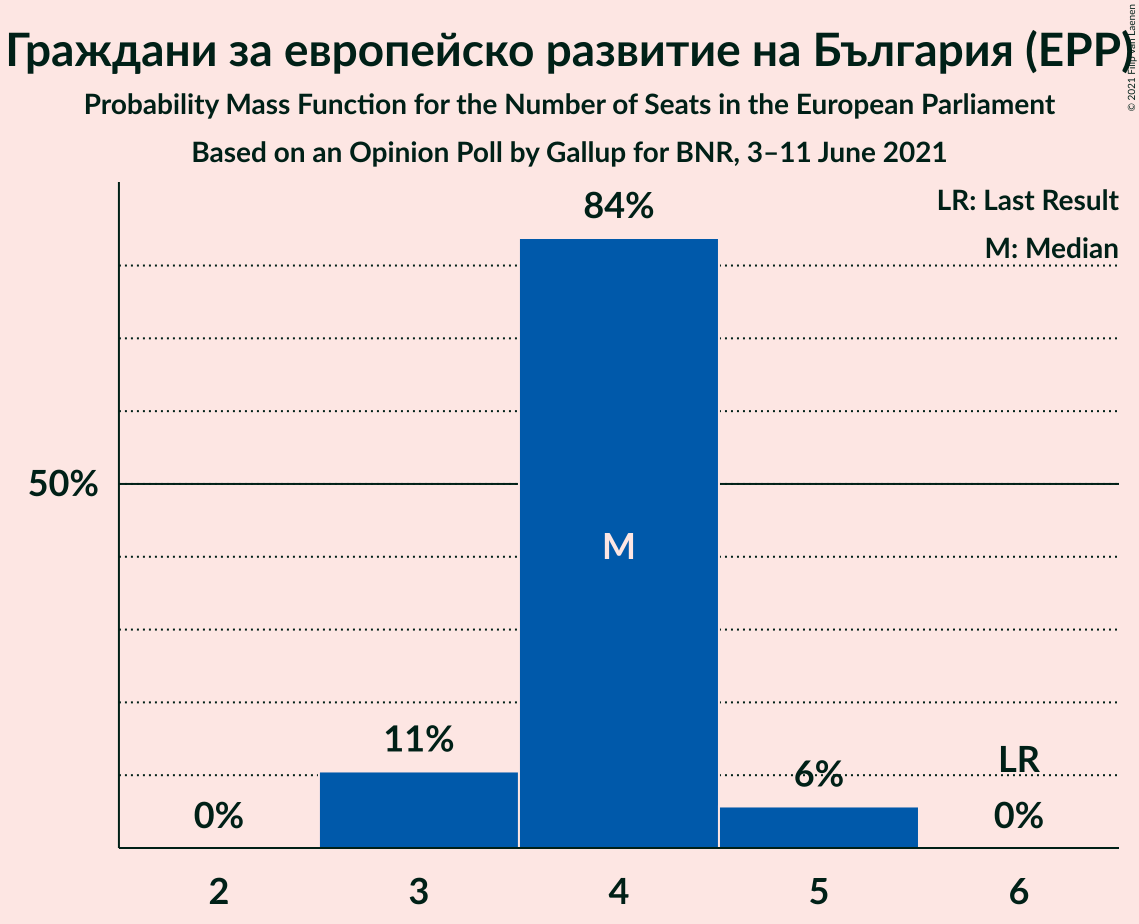 Граждани за европейско развитие на България (EPP)
© 2021 Filip van Laenen
Probability Mass Function for the Number of Seats in the European Parliament
Based on an Opinion Poll by Gallup for BNR, 3–11 June 2021
LR: Last Result
M: Median
84%
50%
M
11%
6%
LR
0%
0%
2 3 4 5 6